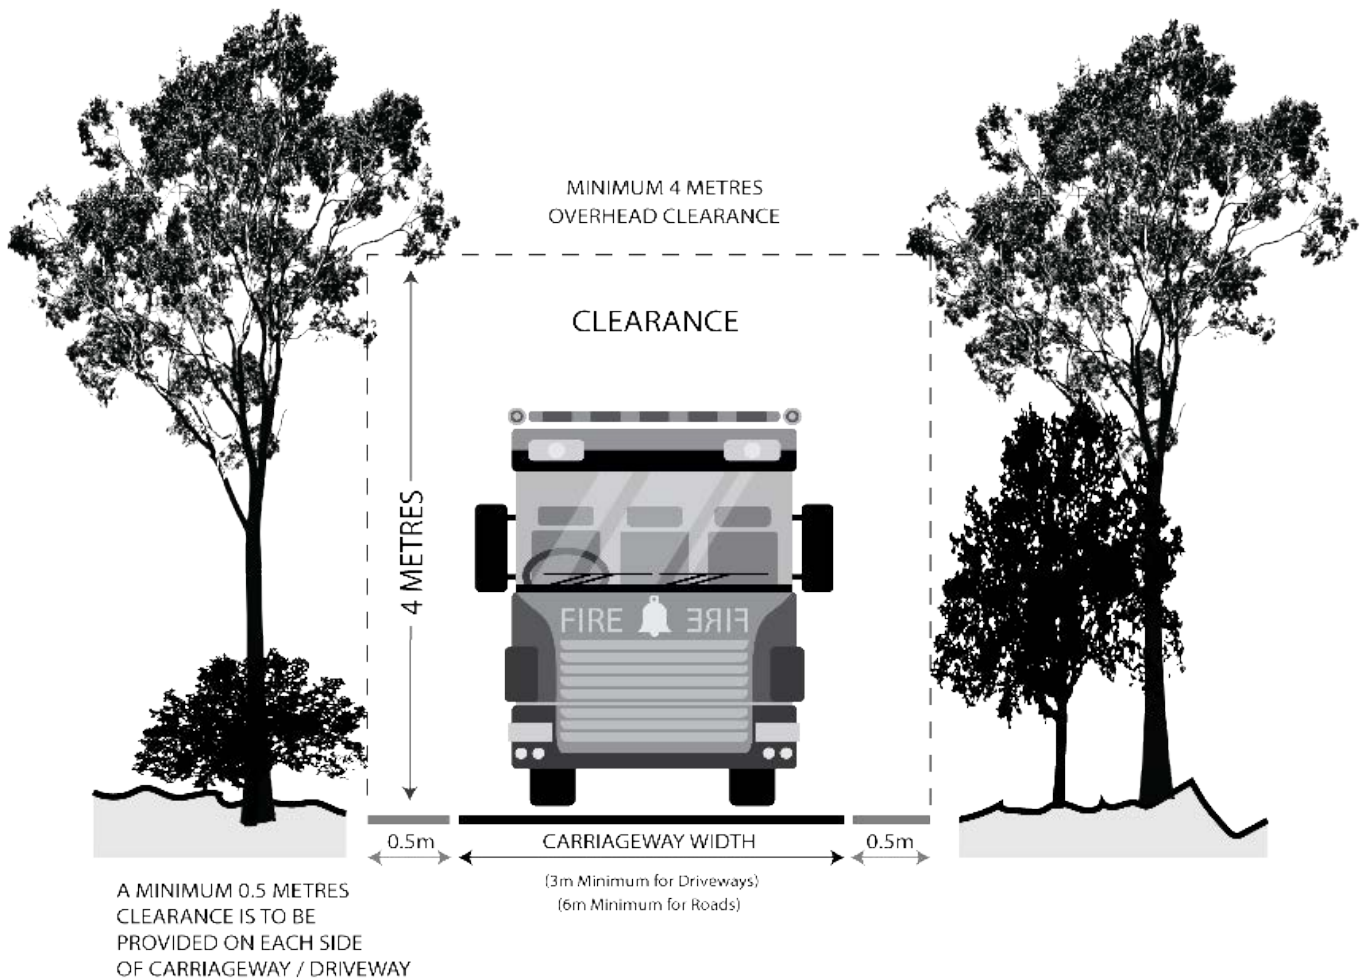 MINIMUM 4 METRES
OVERHEAD CLEARANCE
CLEARANCE
4 METRES
FIRE FIRE
0.5m
CARRIAGEWAY WIDTH
0.5m
(3m Minimum for Driveways)
(6m Minimum for Roads)
A MINIMUM 0.5 METRES
CLEARANCE IS TO BE
PROVIDED ON EACH SIDE
OF CARRIAGEWAY / DRIVEWAY